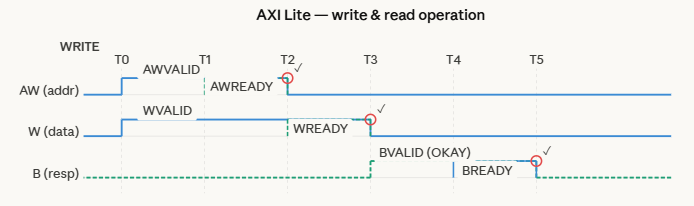 AXI Lite — write & read operation
WRITE
T0 T1 T2 T3 T4 T5
AWVALID
AW (addr) AWREADY ✓
WVALID
W (data) WREADY ✓
BVALID (OKAY)
B (resp) BREADY ✓